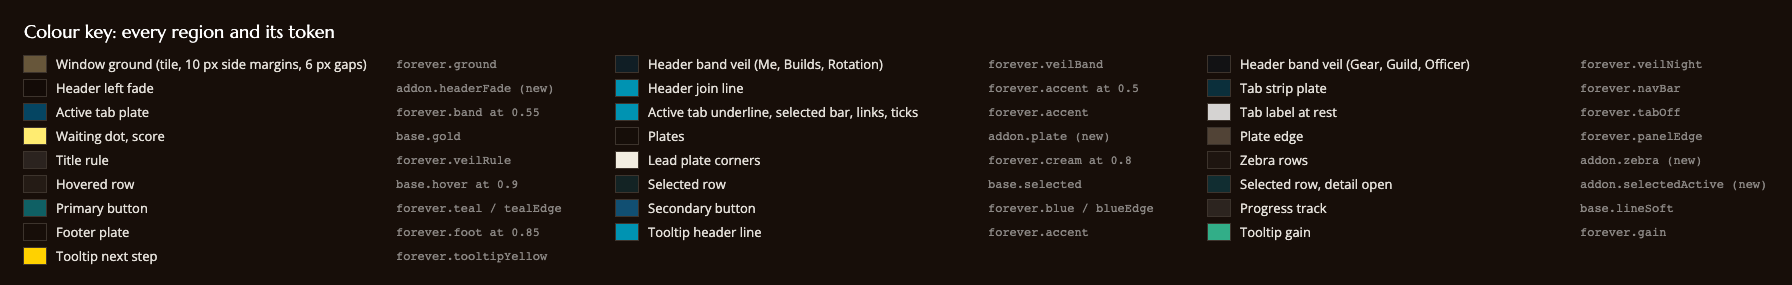 Colour key: every region and its token
Window ground (tile, 10 px side margins, 6 px gaps) forever.ground
Header band veil (Me, Builds, Rotation) forever.veilBand
Header band veil (Gear, Guild, Officer) forever.veilNight
Header left fade addon.headerFade (new)
Header join line forever.accent at 0.5
Tab strip plate forever.navBar
Active tab plate forever.band at 0.55
Active tab underline, selected bar, links, ticks forever.accent
Tab label at rest forever.tabOff
Waiting dot, score base.gold
Plates addon.plate (new)
Plate edge forever.panelEdge
Title rule forever.veilRule
Lead plate corners forever.cream at 0.8
Zebra rows addon.zebra (new)
Hovered row base.hover at 0.9
Selected row base.selected
Selected row, detail open addon.selectedActive (new)
Primary button forever.teal / tealEdge
Secondary button forever.blue / blueEdge
Progress track base.lineSoft
Footer plate forever.foot at 0.85
Tooltip header line forever.accent
Tooltip gain forever.gain
Tooltip next step forever.tooltipYellow